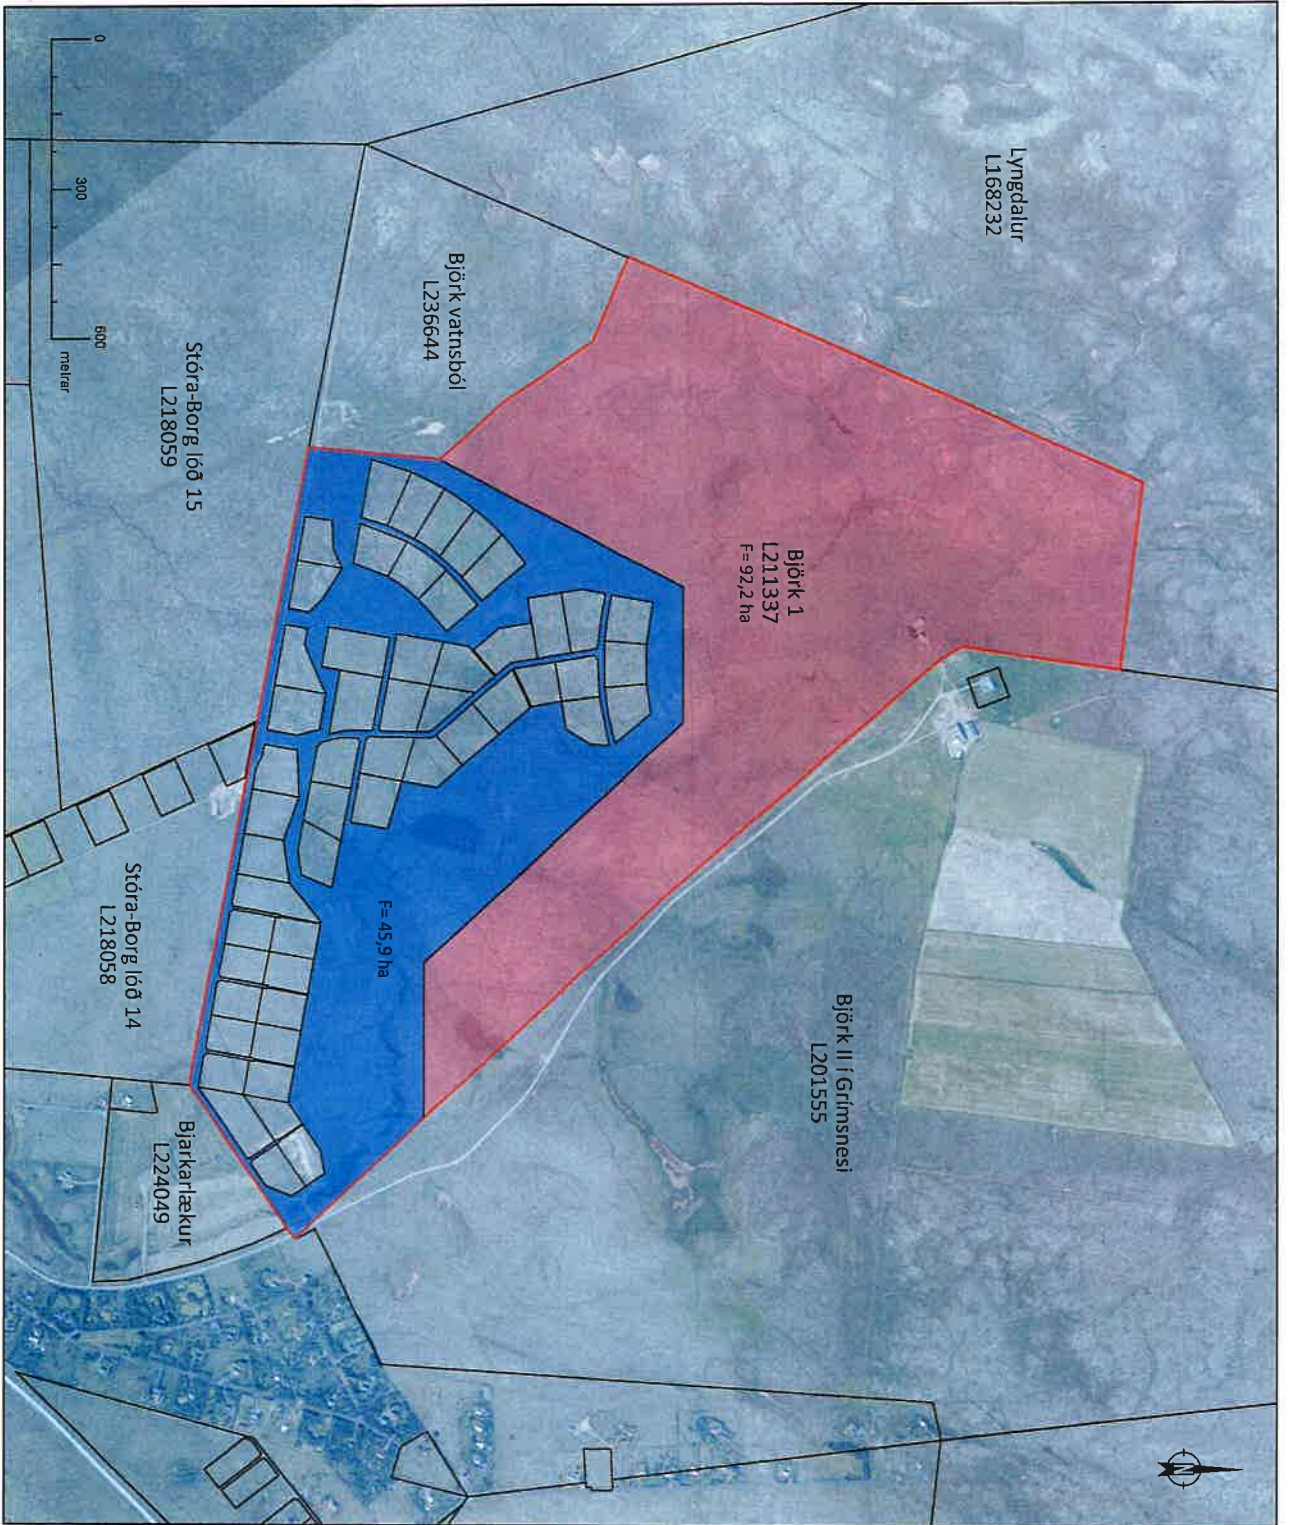 Lyngdalur
L168232
Björk vatnsból
L236644
Björk 1
L211337
F= 92,2 ha
Björk II í Grímsnesi
L201555
F= 45,9 ha
Stóra-Borg lóð 15
L218059
Stóra-Borg lóð 14
L218058
Bjarkarlækur
L224049
0
300
600
metrar
N